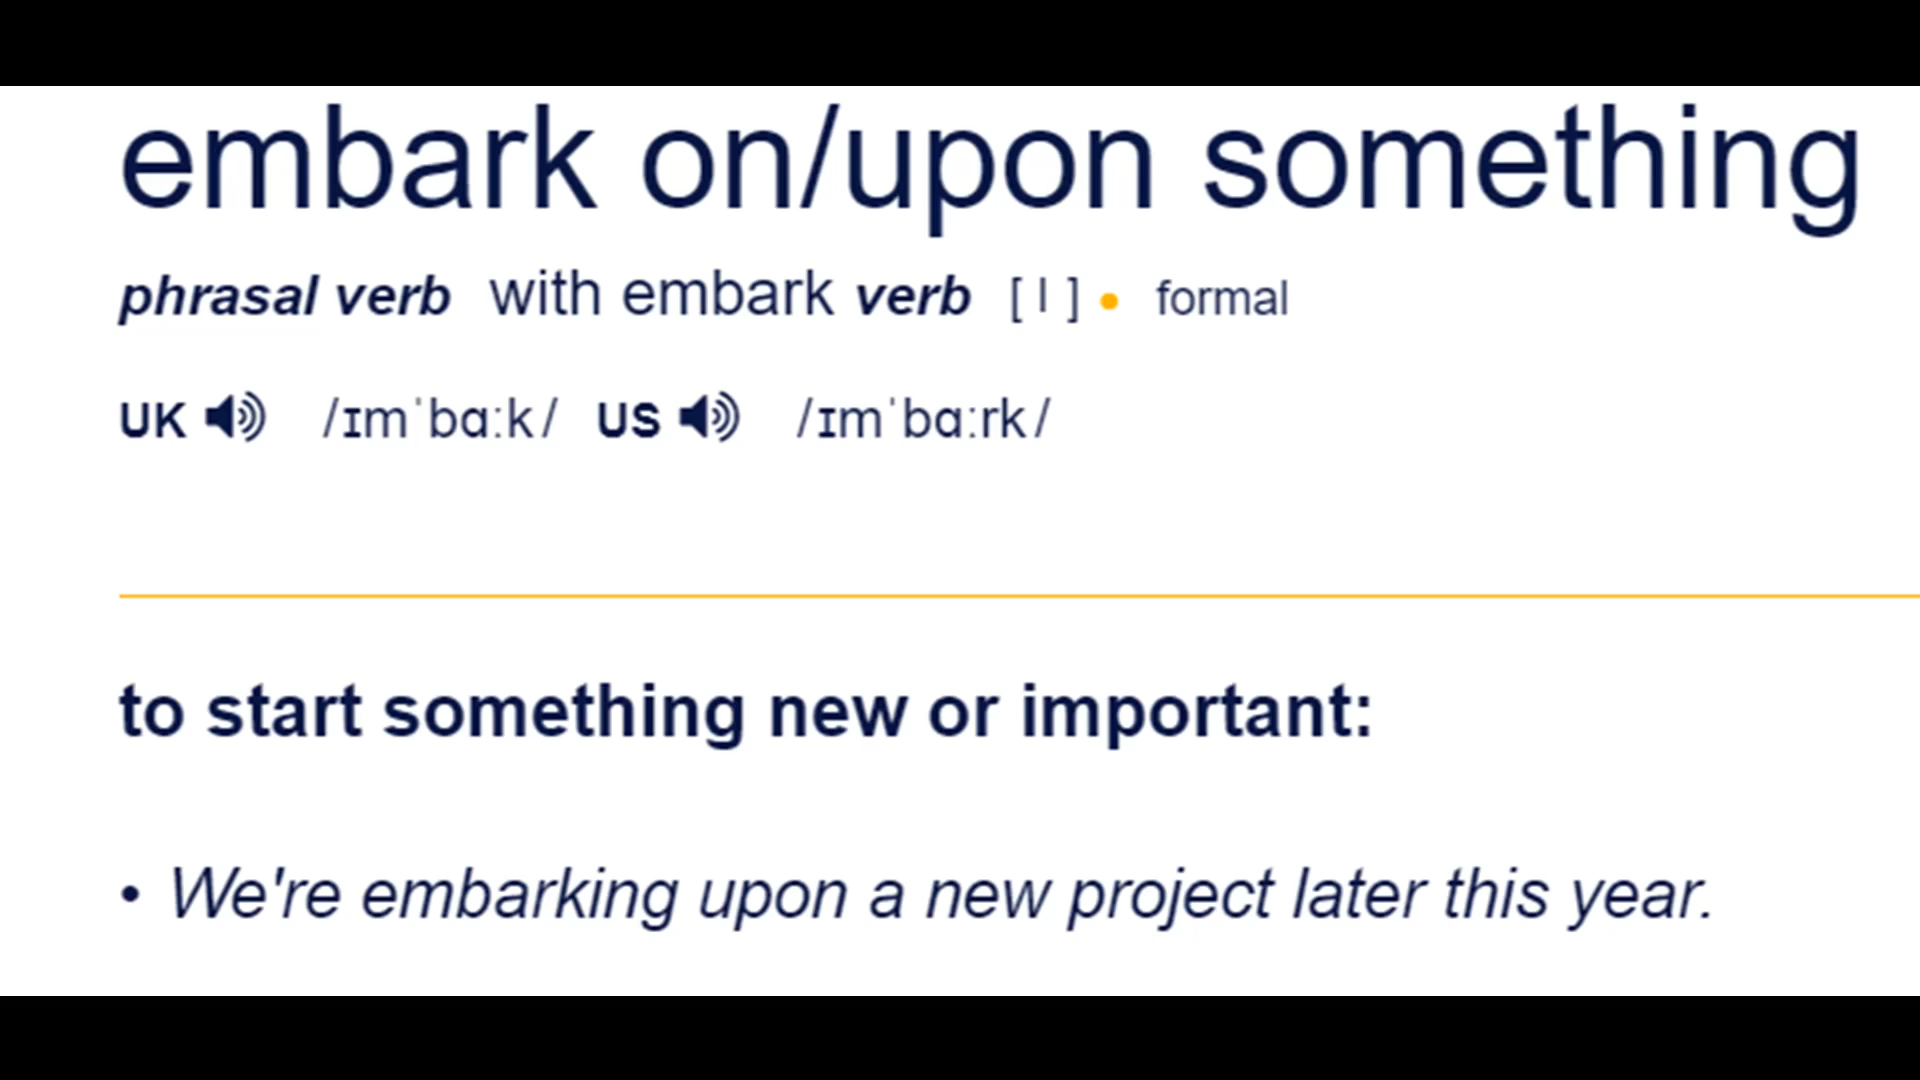 embark on/upon something
phrasal verb with embark verb [ I ] • formal
UK /ɪmˈbɑːk/ US /ɪmˈbɑːrk/
to start something new or important:
• We're embarking upon a new project later this year.